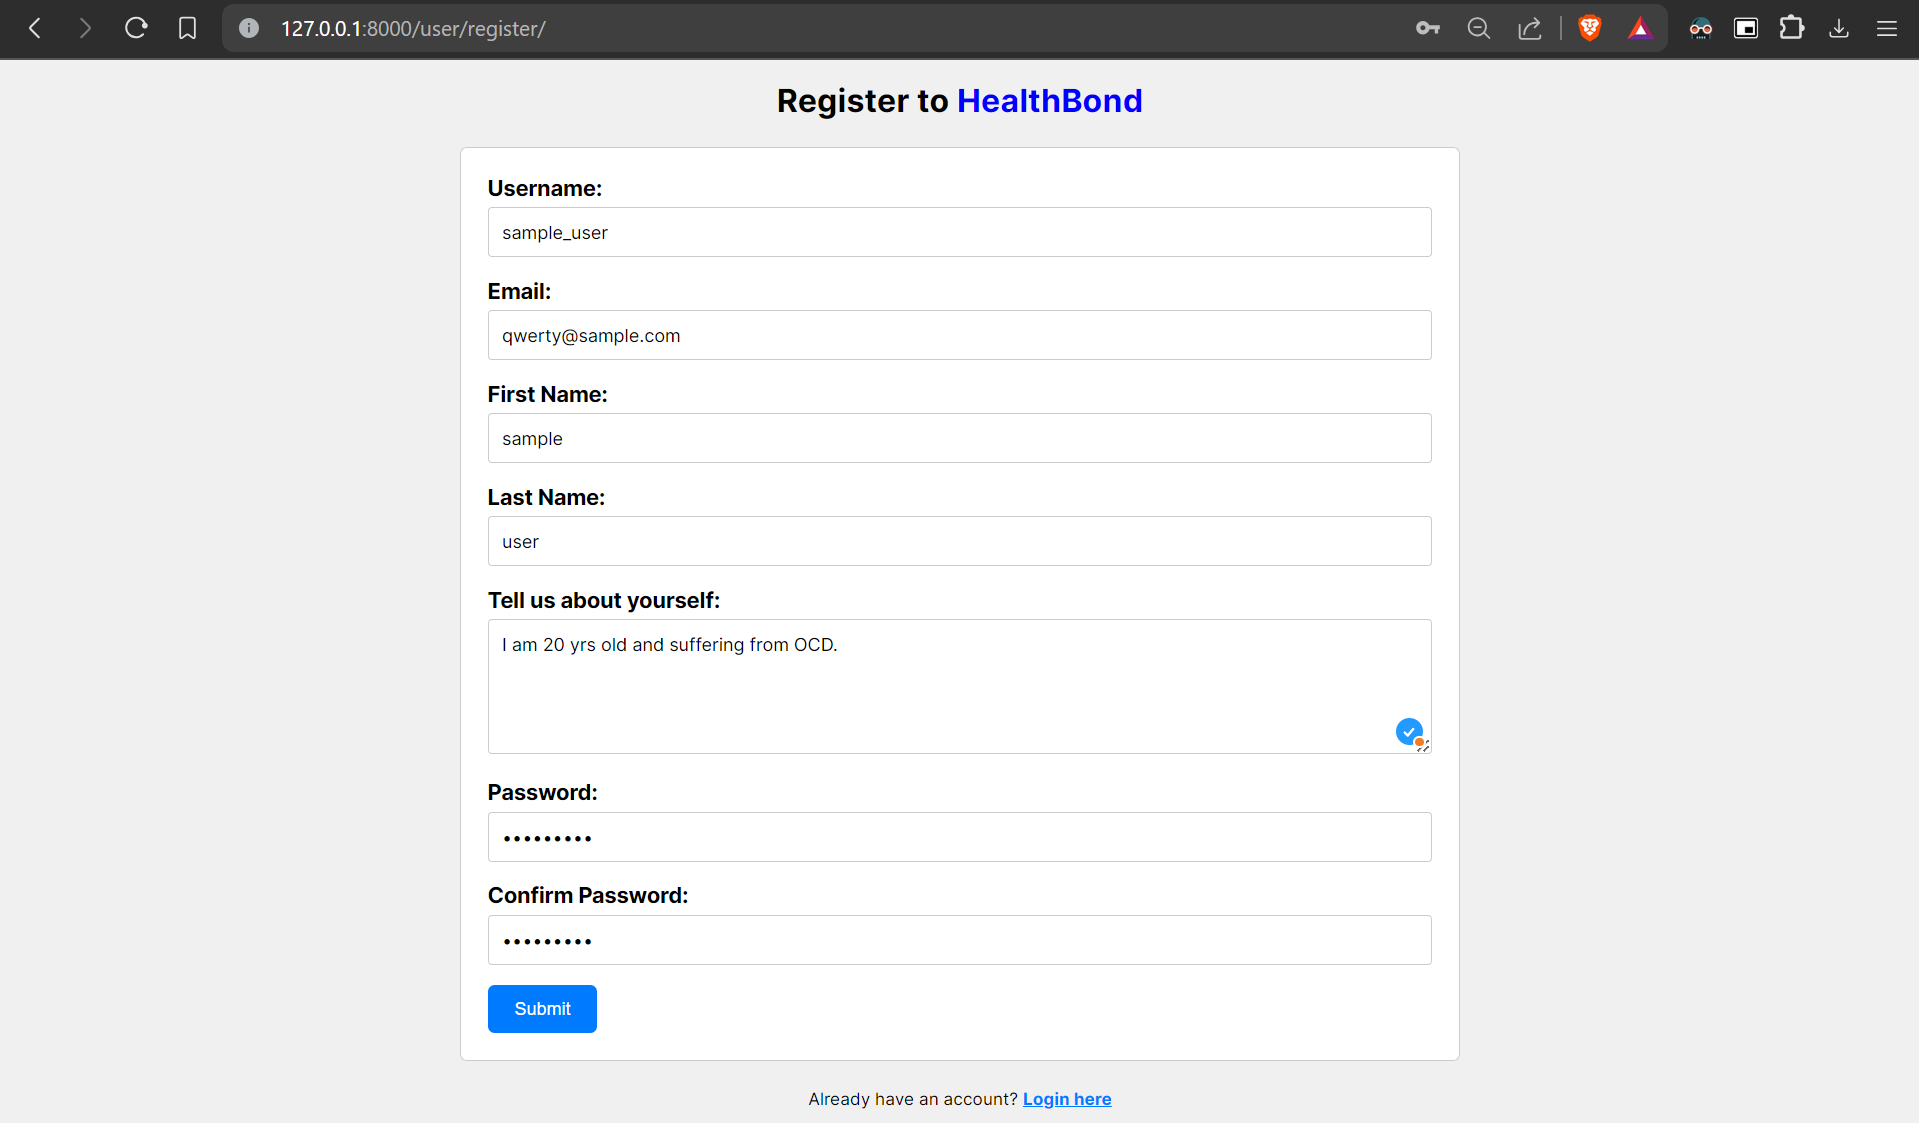 127.0.0.1:8000/user/register/
Register to HealthBond
Username:
sample_user
Email:
qwerty@sample.com
First Name:
sample
Last Name:
user
Tell us about yourself:
I am 20 yrs old and suffering from OCD.
Password:
•••••••••
Confirm Password:
•••••••••
Submit
Already have an account? Login here